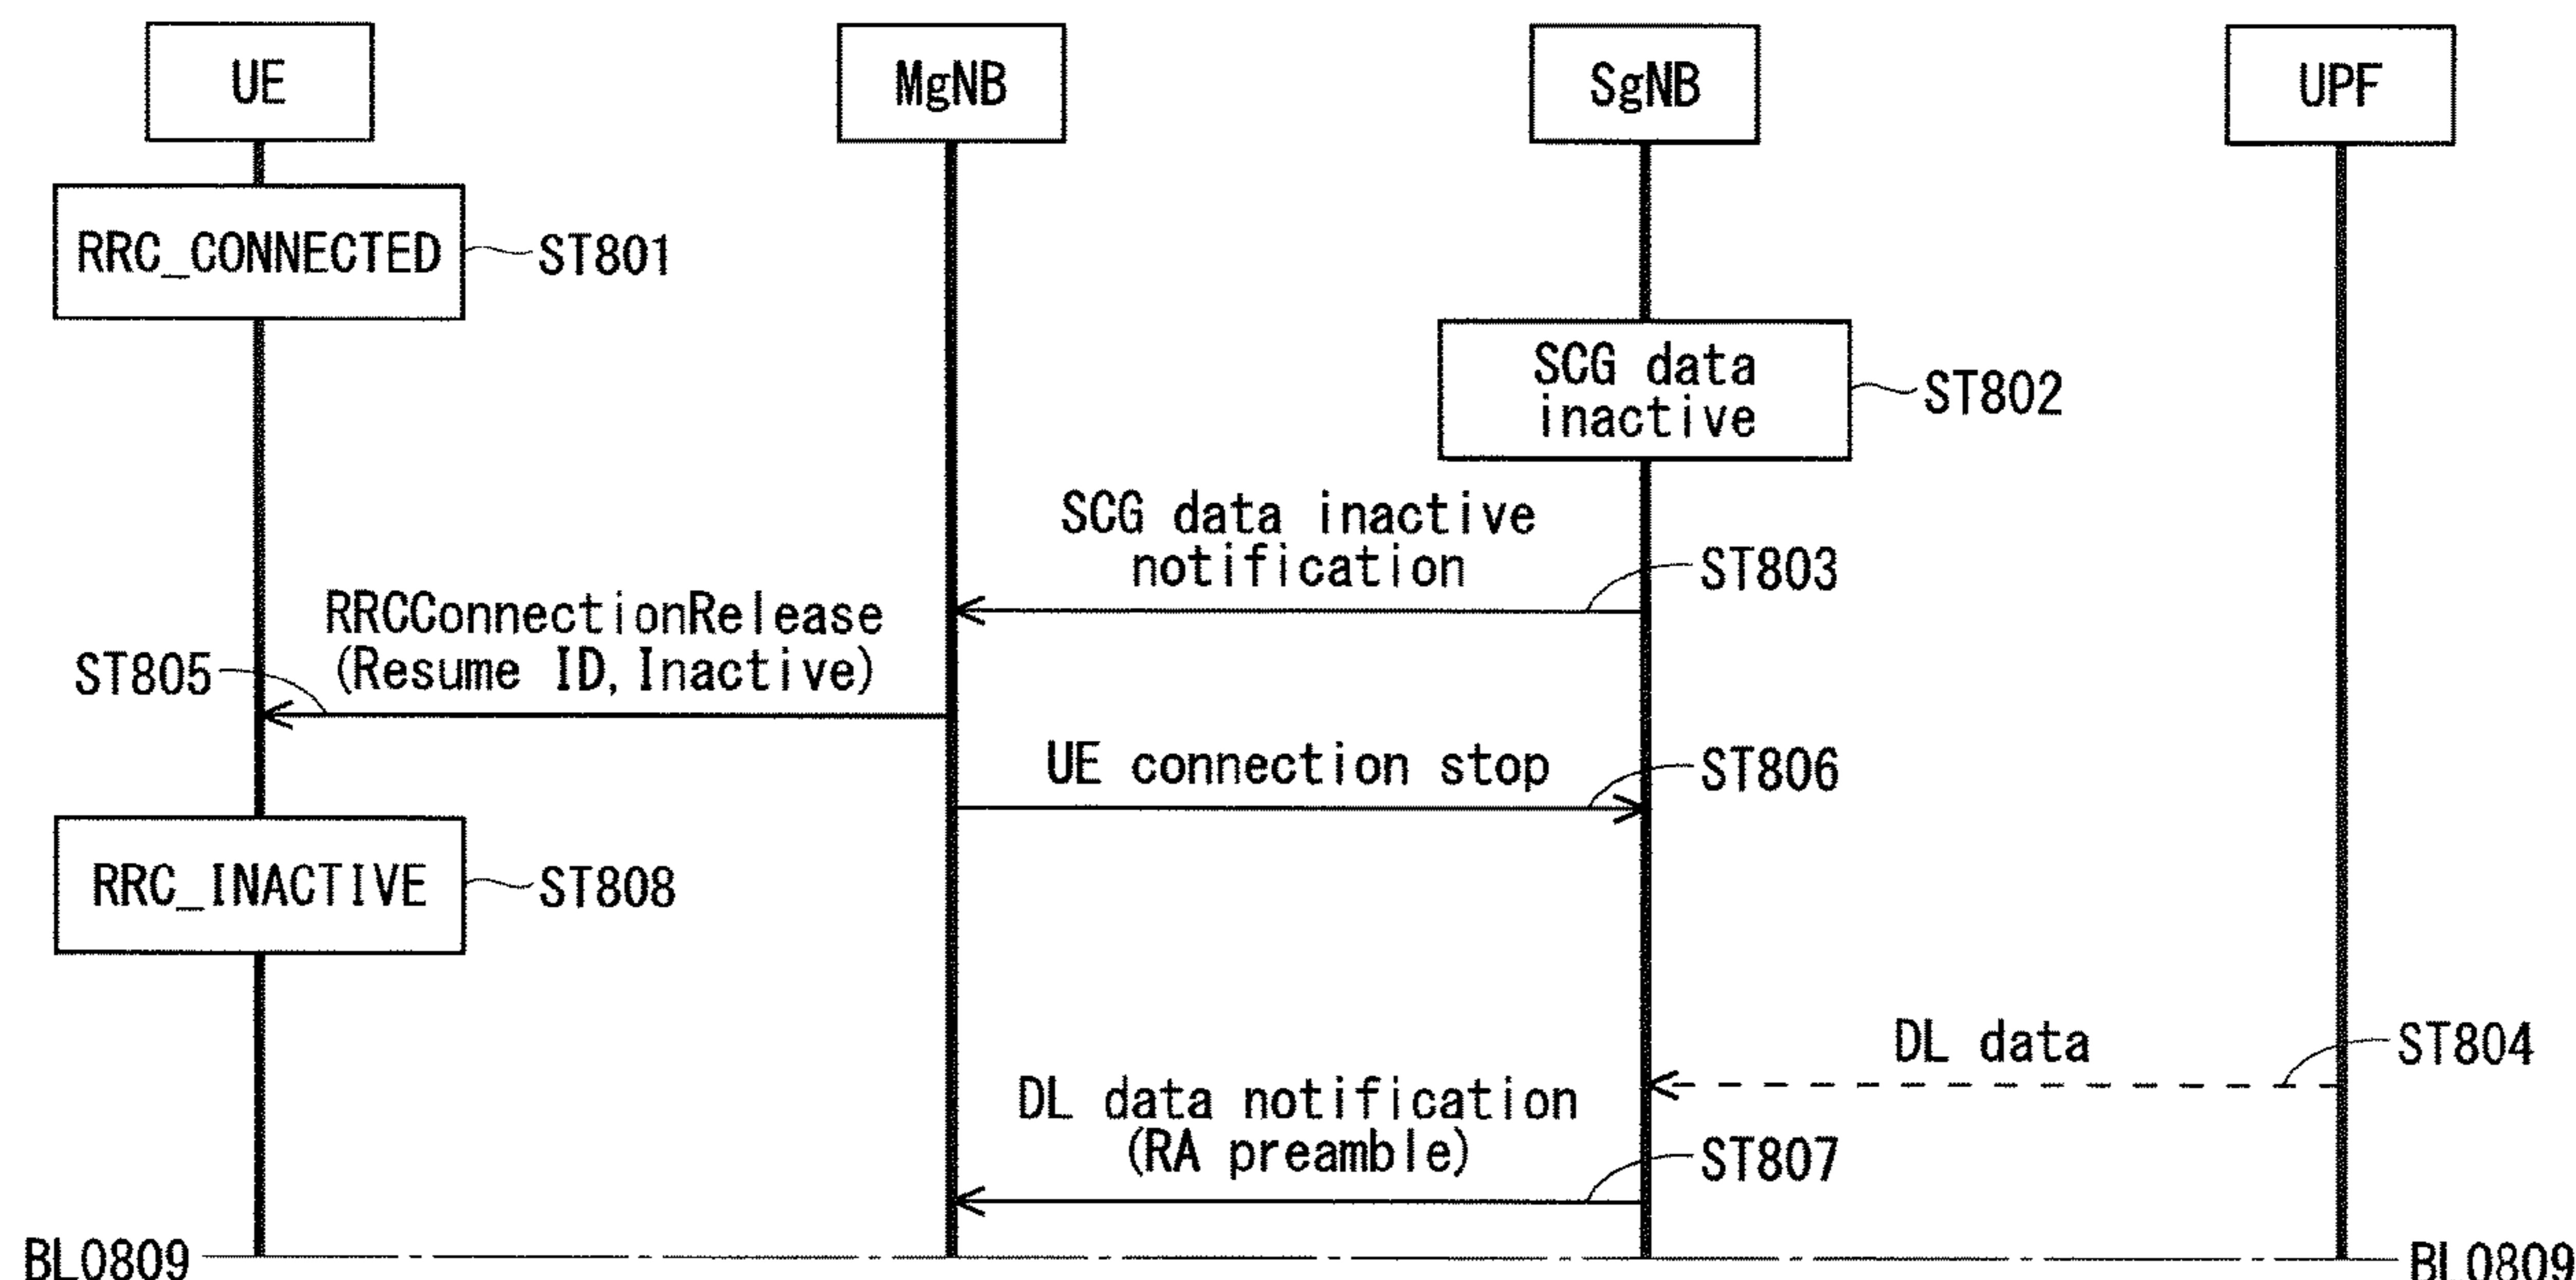 UE
MgNB
SgNB
UPF
RRC_CONNECTED
ST801
SCG data
inactive
ST802
SCG data inactive
notification
ST803
RRCConnectionRelease
(Resume ID, Inactive)
ST805
UE connection stop
ST806
RRC_INACTIVE
ST808
DL data
ST804
DL data notification
(RA preamble)
ST807
BL0809
BL0809